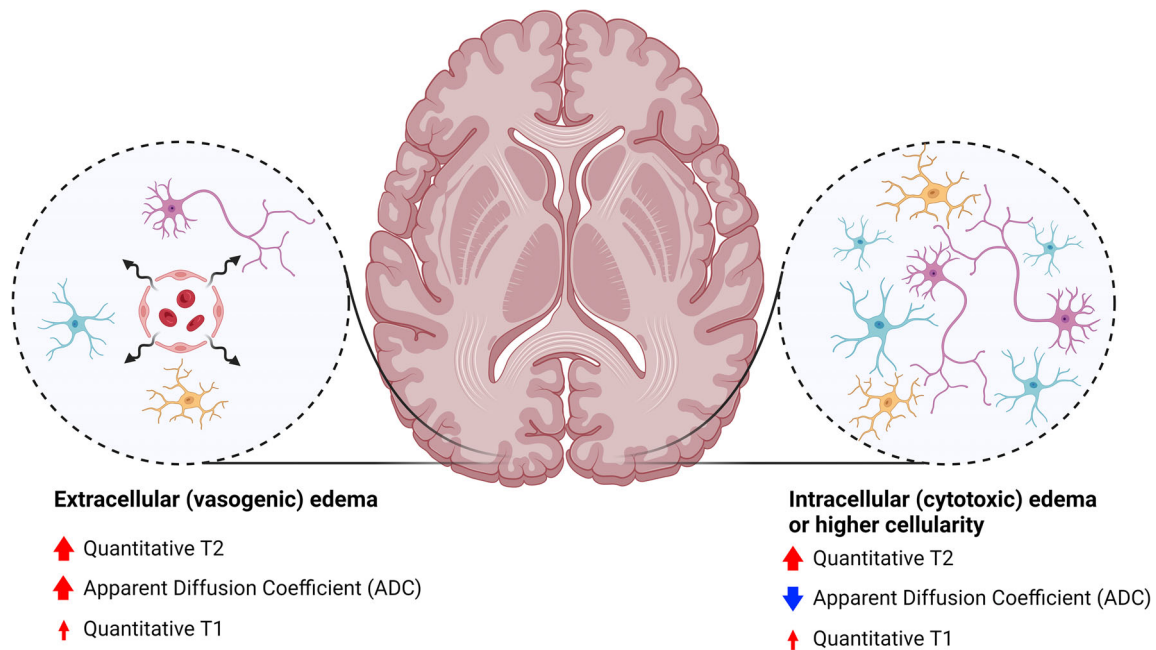 Extracellular (vasogenic) edema
Quantitative T2
Apparent Diffusion Coefficient (ADC)
Quantitative T1
Intracellular (cytotoxic) edema
or higher cellularity
Quantitative T2
Apparent Diffusion Coefficient (ADC)
Quantitative T1